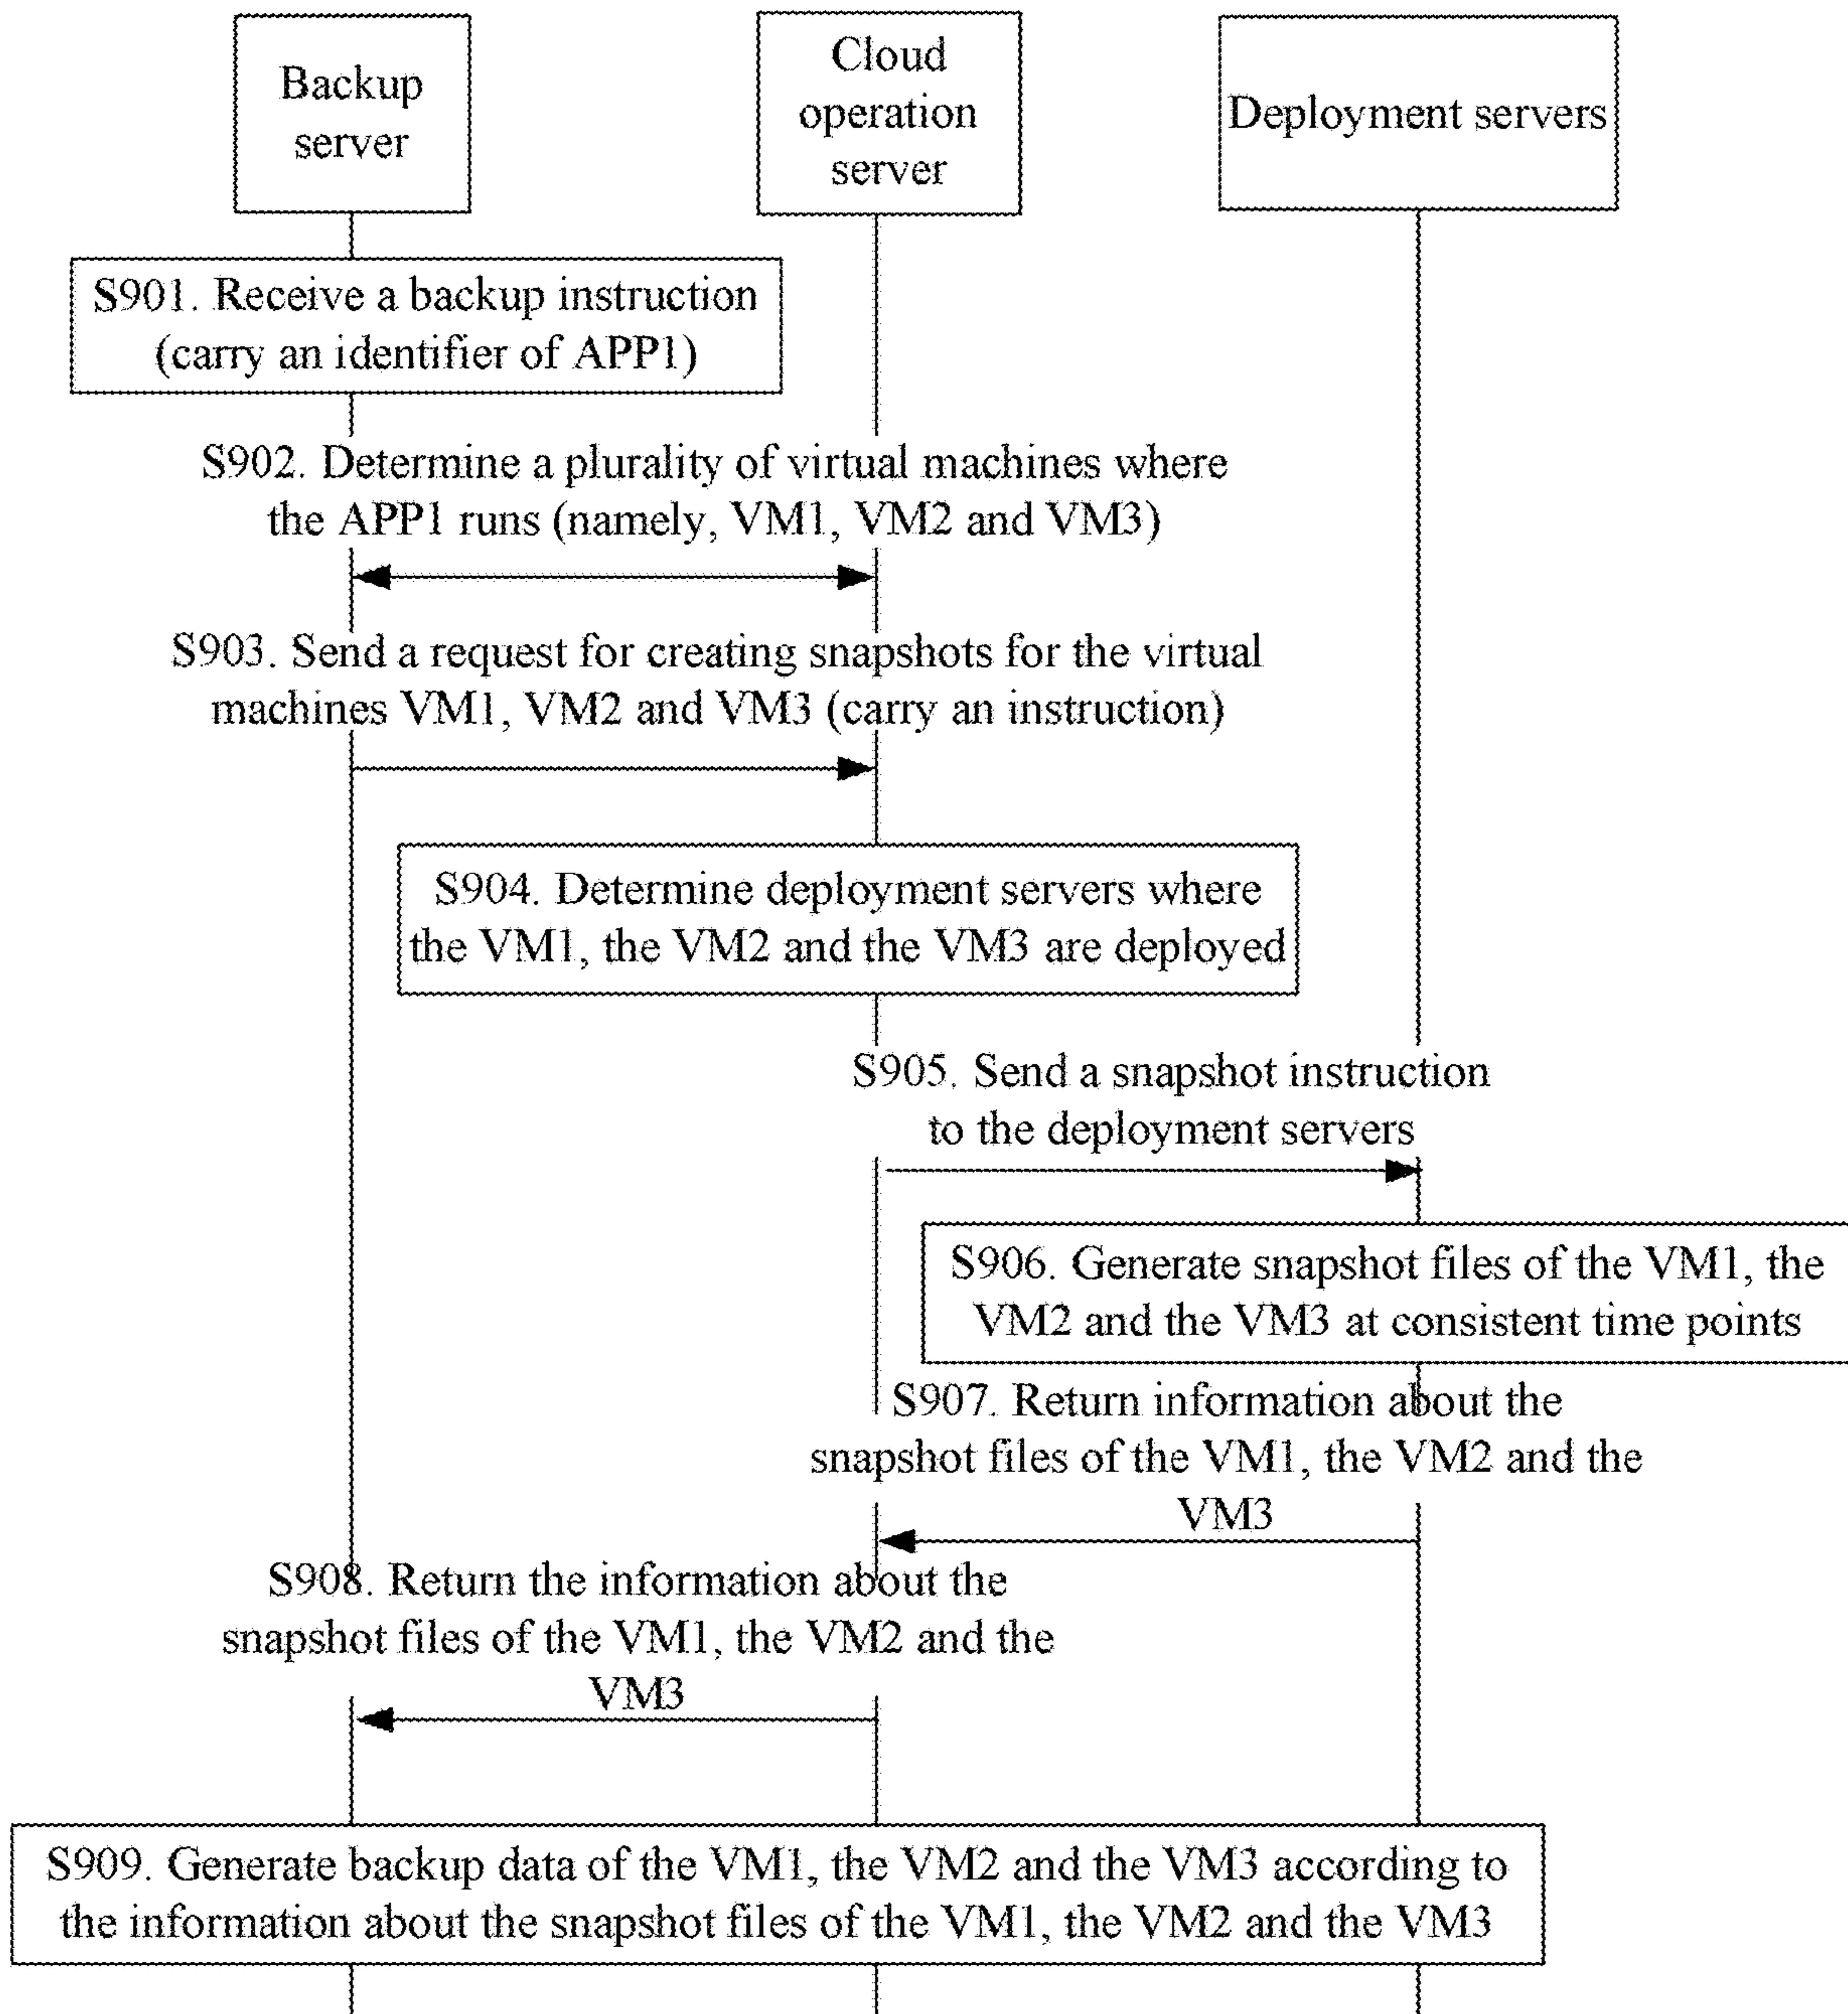 Backup
server
Cloud
operation
server
Deployment servers
S901. Receive a backup instruction
(carry an identifier of APP1)
S902. Determine a plurality of virtual machines where
the APP1 runs (namely, VM1, VM2 and VM3)
S903. Send a request for creating snapshots for the virtual
machines VM1, VM2 and VM3 (carry an instruction)
S904. Determine deployment servers where
the VM1, the VM2 and the VM3 are deployed
S905. Send a snapshot instruction
to the deployment servers
S906. Generate snapshot files of the VM1, the
VM2 and the VM3 at consistent time points
S907. Return information about the
snapshot files of the VM1, the VM2 and the
VM3
S908. Return the information about the
snapshot files of the VM1, the VM2 and the
VM3
S909. Generate backup data of the VM1, the VM2 and the VM3 according to
the information about the snapshot files of the VM1, the VM2 and the VM3